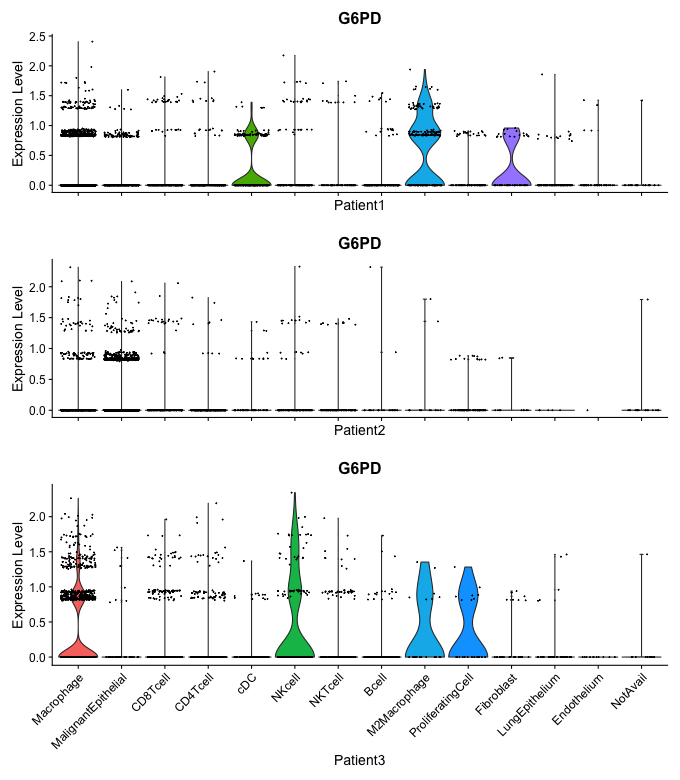 G6PD
Expression Level
2.5
2.0
1.5
1.0
0.5
0.0
Patient1
G6PD
Expression Level
2.0
1.5
1.0
0.5
0.0
Patient2
G6PD
Expression Level
2.0
1.5
1.0
0.5
0.0
Macrophage
MalignantEpithelial
CD8Tcell
CD4Tcell
cDC
NKcell
NKTcell
Bcell
M2Macrophage
ProliferatingCell
Fibroblast
LungEpithelium
Endothelium
NotAvail
Patient3